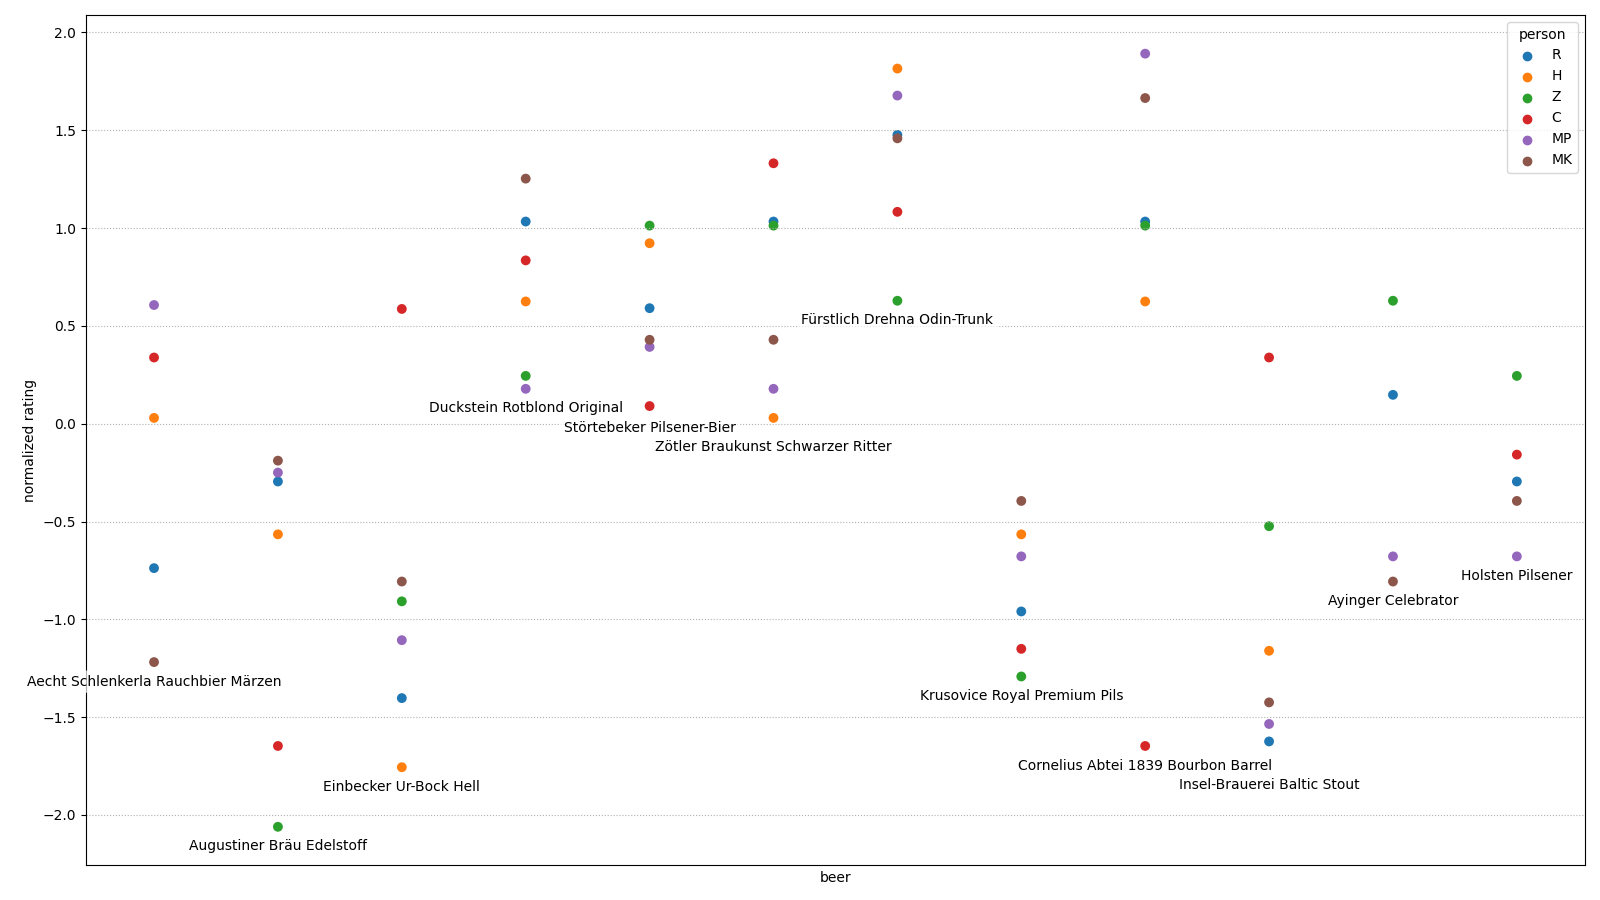 2.0
1.5
1.0
0.5
0.0
−0.5
−1.0
−1.5
−2.0
normalized rating
beer
person
R
H
Z
C
MP
MK
Fürstlich Drehna Odin-Trunk
Duckstein Rotblond Original
Störtebeker Pilsener-Bier
Zötler Braukunst Schwarzer Ritter
Holsten Pilsener
Ayinger Celebrator
Aecht Schlenkerla Rauchbier Märzen
Krusovice Royal Premium Pils
Cornelius Abtei 1839 Bourbon Barrel
Insel-Brauerei Baltic Stout
Einbecker Ur-Bock Hell
Augustiner Bräu Edelstoff